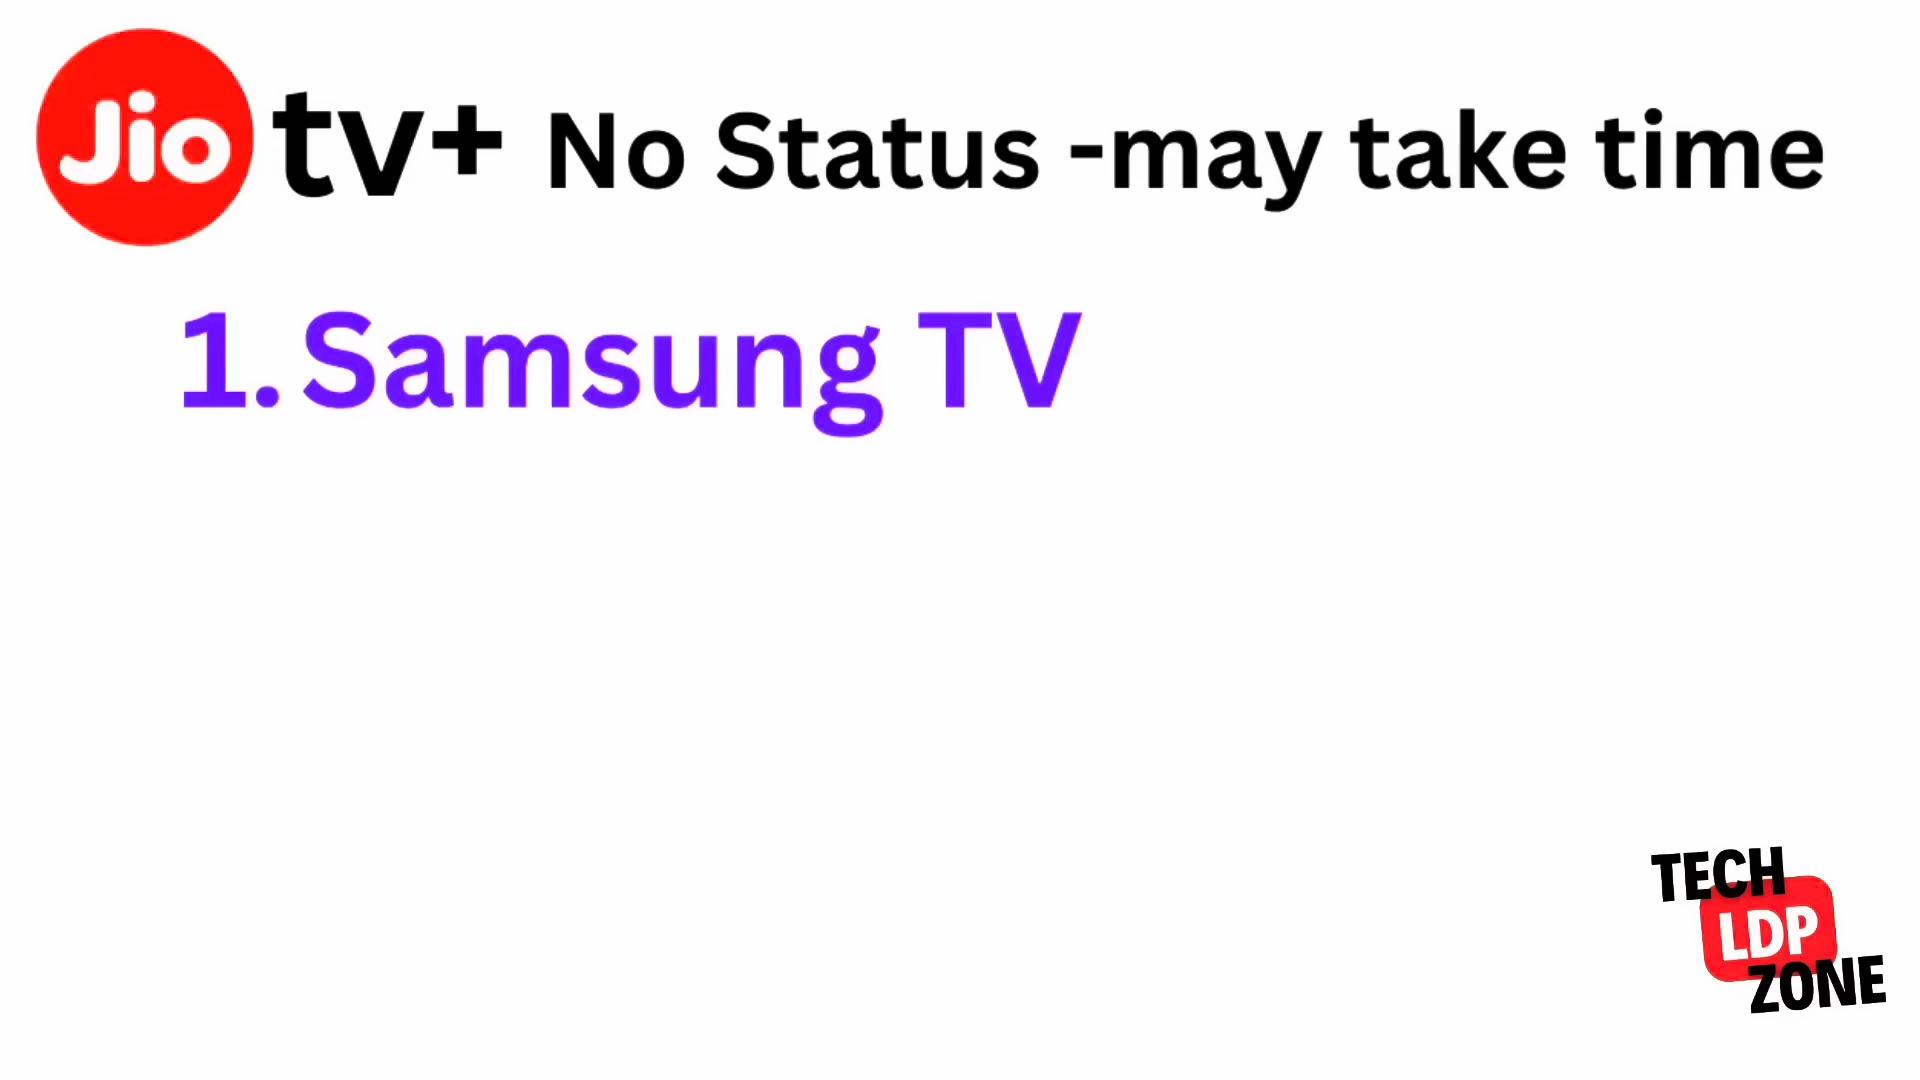 Jio tv+ No Status -may take time
1. Samsung TV
TECH
LDP
ZONE